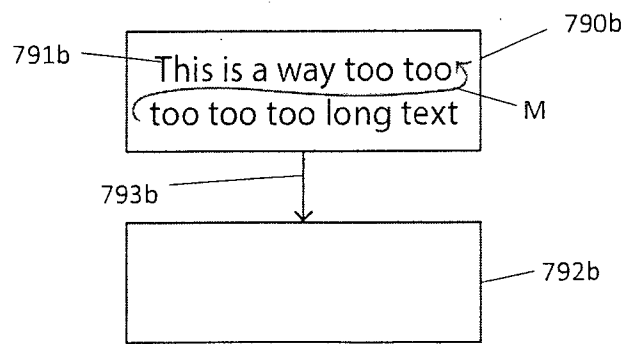 790b
791b
This is a way too too
too too too long text
M
793b
792b